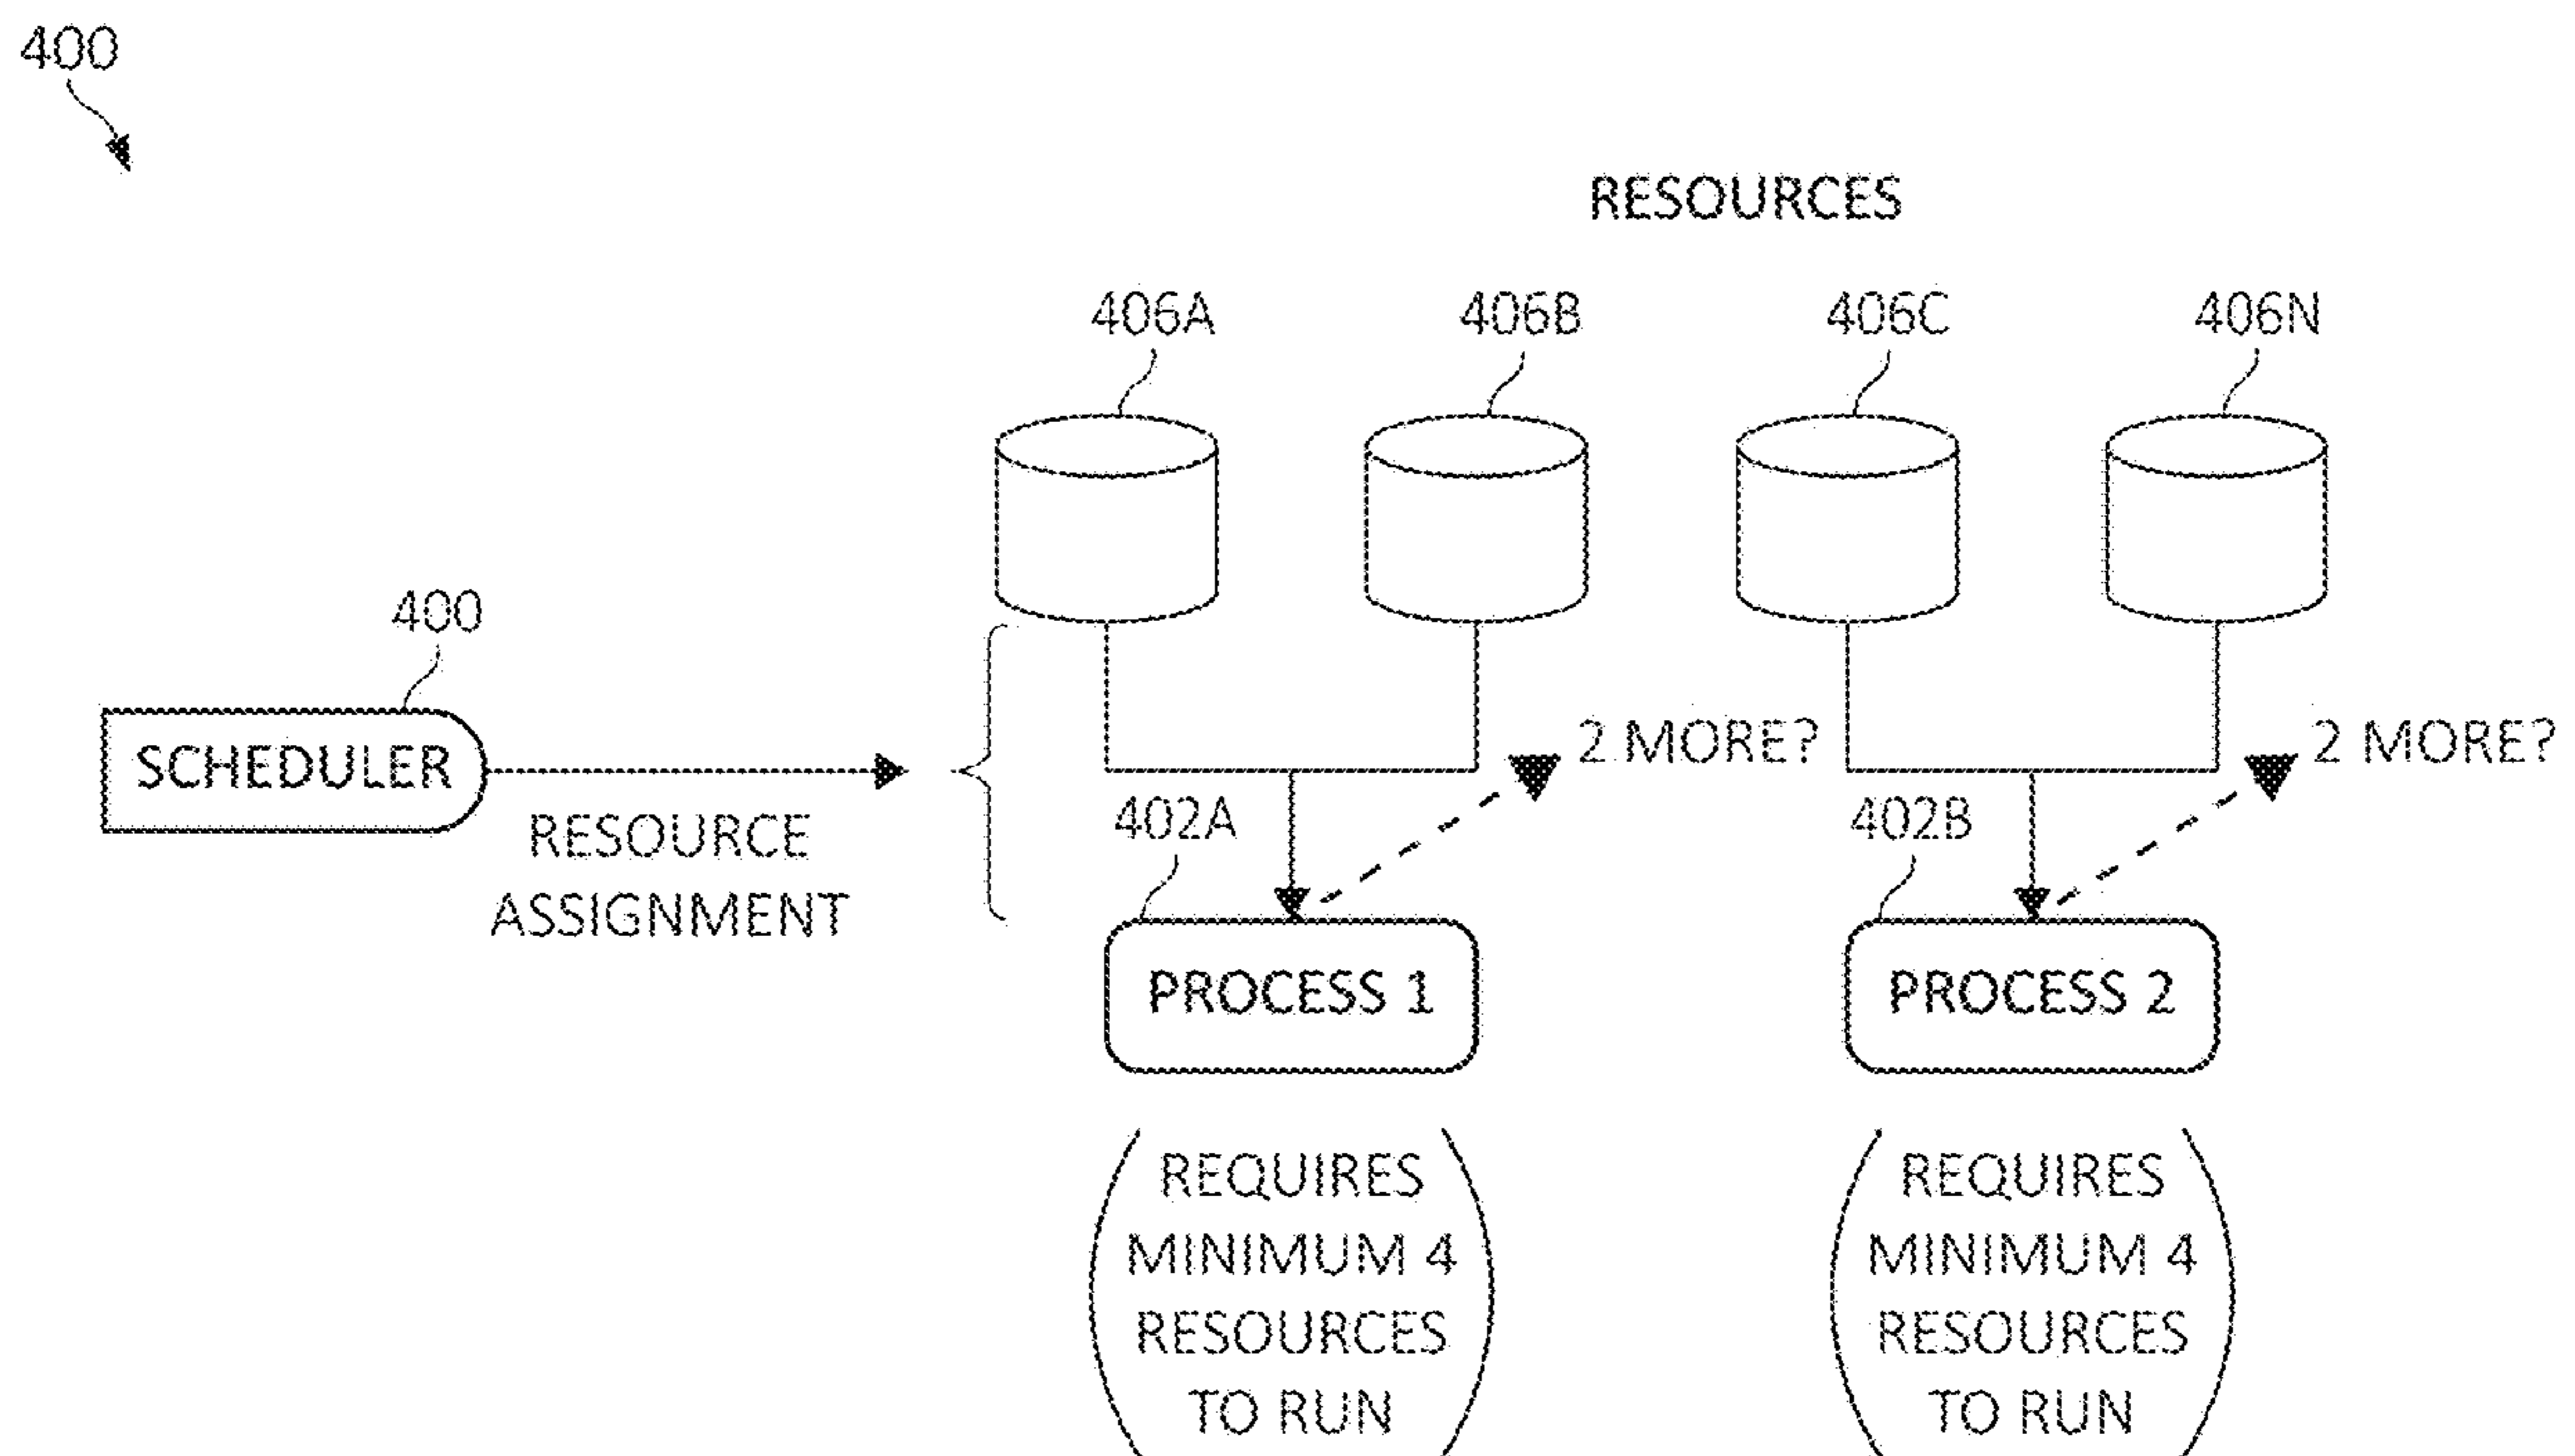 400
RESOURCES
406A 406B 406C 406N
400
SCHEDULER
RESOURCE
ASSIGNMENT
2 MORE? 2 MORE?
402A 402B
PROCESS 1 PROCESS 2
REQUIRES
MINIMUM 4
RESOURCES
TO RUN
REQUIRES
MINIMUM 4
RESOURCES
TO RUN